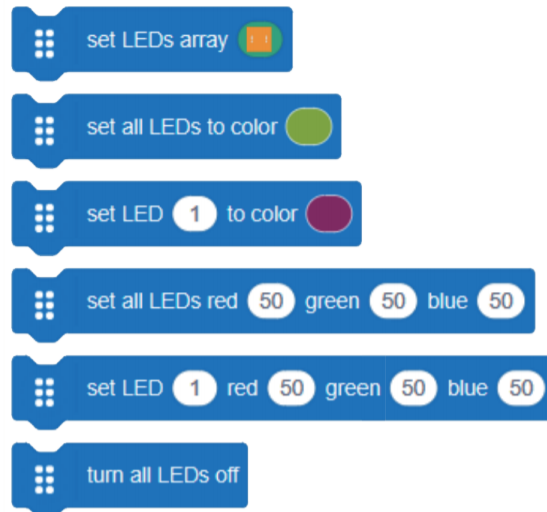 set LEDs array
set all LEDs to color
set LED 1 to color
set all LEDs red 50 green 50 blue 50
set LED 1 red 50 green 50 blue 50
turn all LEDs off